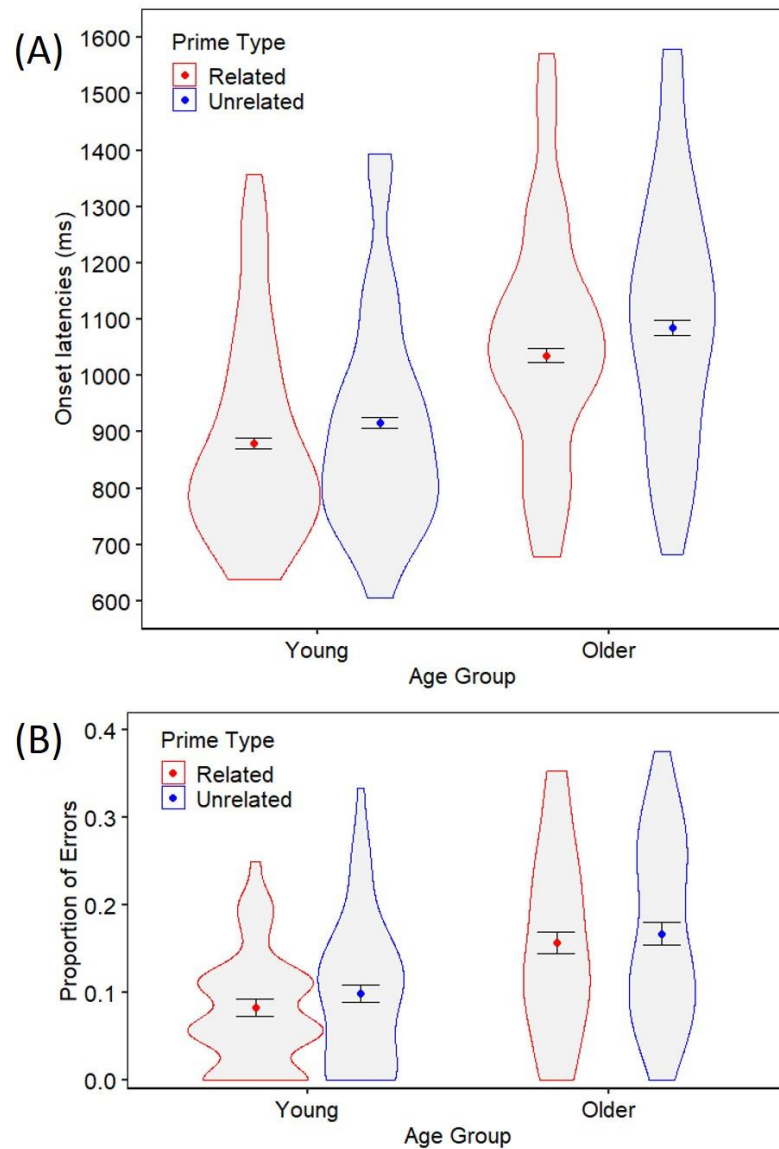 (A)
Prime Type
Related
Unrelated
1600
1500
1400
1300
1200
1100
1000
900
800
700
600
Onset latencies (ms)
Young
Older
Age Group
(B)
Prime Type
Related
Unrelated
0.4
0.3
0.2
0.1
0.0
Proportion of Errors
Young
Older
Age Group